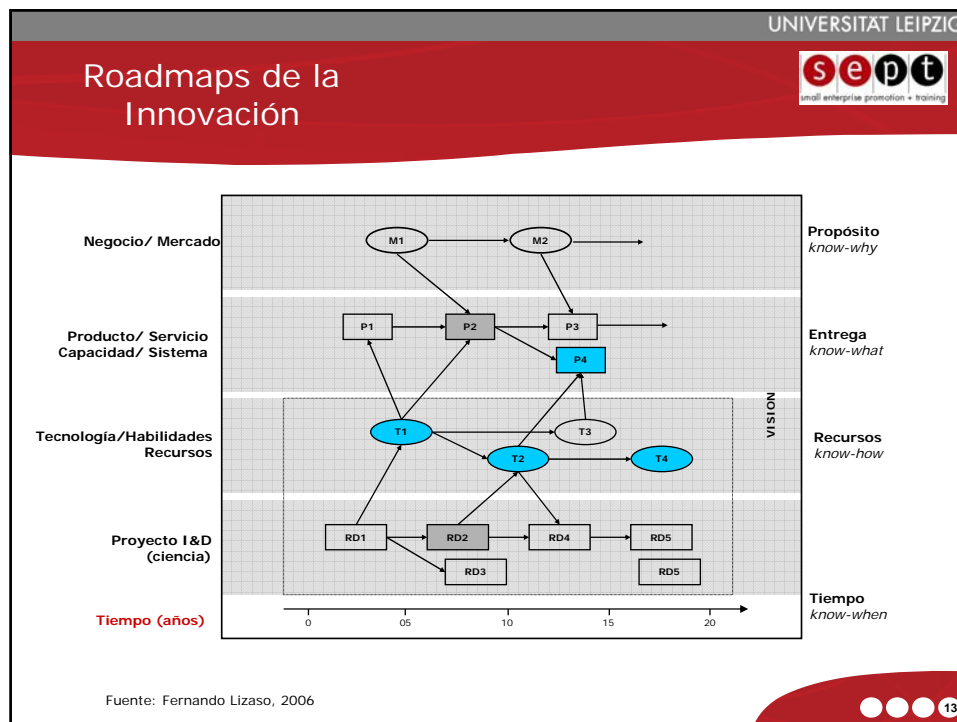 UNIVERSITÄT LEIPZIG
Roadmaps de la
Innovación
sept
small enterprise promotion + training
Negocio/ Mercado
M1
M2
Propósito
know-why
Producto/ Servicio
Capacidad/ Sistema
P1
P2
P3
P4
Entrega
know-what
Tecnología/Habilidades
Recursos
T1
T2
T3
T4
VISION
Recursos
know-how
Proyecto I&D
(ciencia)
RD1
RD2
RD4
RD5
RD3
RD5
Tiempo (años)
0
05
10
15
20
Tiempo
know-when
Fuente: Fernando Lizaso, 2006
13